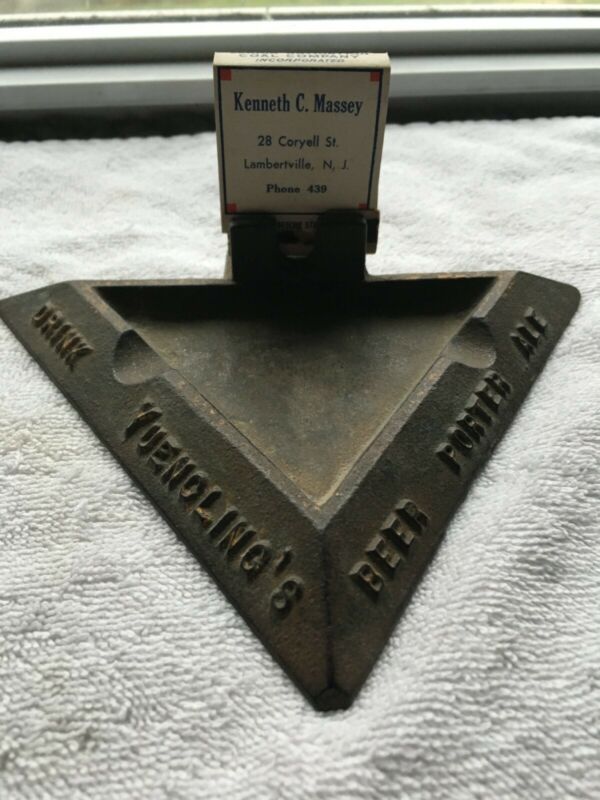 COAL COMPANY
INCORPORATED
Kenneth C. Massey
28 Coryell St.
Lambertville, N. J.
Phone 439
DRINK
YUENGLING'S
BEER PORTER ALE